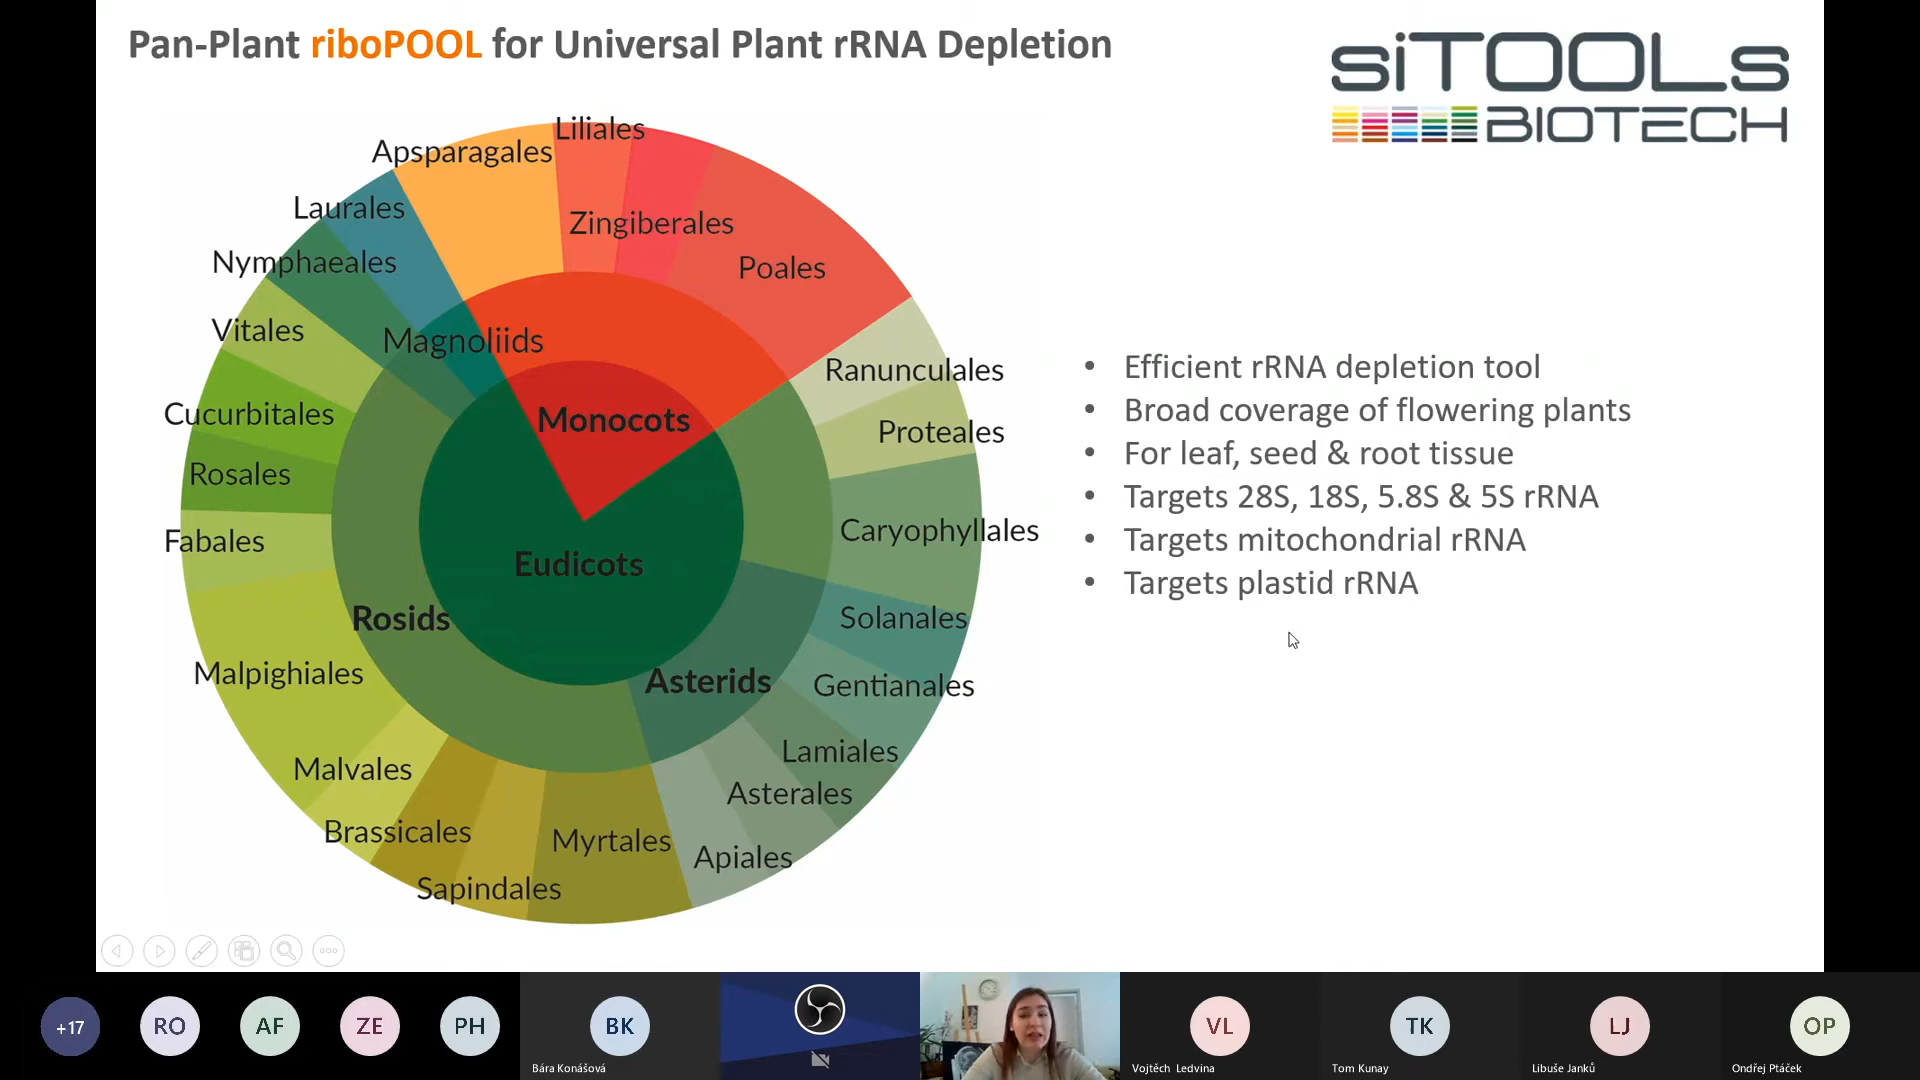 Pan-Plant riboPOOL for Universal Plant rRNA Depletion
siTOOLs
BIOTECH
Liliales
Apsparagales
Laurales
Zingiberales
Nymphaeales
Poales
Vitales
Magnoliids
Ranunculales
Cucurbitales
Monocots
Proteales
Rosales
Caryophyllales
Fabales
Eudicots
Rosids
Solanales
Malpighiales
Asterids
Gentianales
Lamiales
Malvales
Asterales
Brassicales
Myrtales
Apiales
Sapindales
• Efficient rRNA depletion tool
• Broad coverage of flowering plants
• For leaf, seed & root tissue
• Targets 28S, 18S, 5.8S & 5S rRNA
• Targets mitochondrial rRNA
• Targets plastid rRNA
+17
RO
AF
ZE
PH
BK
Bára Konášová
VL
Vojtěch Ledvina
TK
Tom Kunay
LJ
Libuše Janků
OP
Ondřej Ptáček